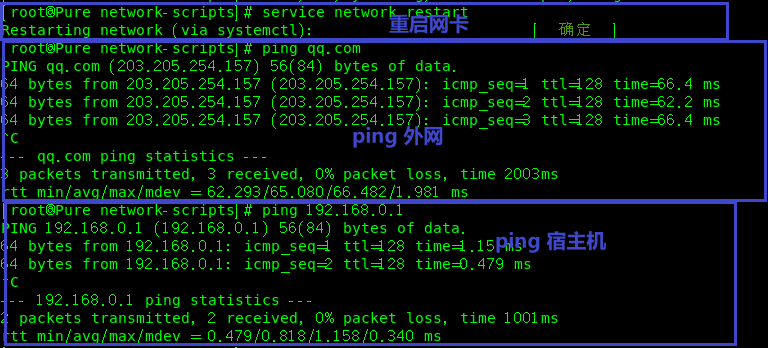 [root@Pure network-scripts]# service network restart
重启网卡
Restarting network (via systemctl): [ 确定 ]
[root@Pure network-scripts]# ping qq.com
PING qq.com (203.205.254.157) 56(84) bytes of data.
64 bytes from 203.205.254.157 (203.205.254.157): icmp_seq=1 ttl=128 time=66.4 ms
64 bytes from 203.205.254.157 (203.205.254.157): icmp_seq=2 ttl=128 time=62.2 ms
64 bytes from 203.205.254.157 (203.205.254.157): icmp_seq=3 ttl=128 time=66.4 ms
^C
ping 外网
--- qq.com ping statistics ---
3 packets transmitted, 3 received, 0% packet loss, time 2003ms
rtt min/avg/max/mdev = 62.293/65.080/66.482/1.981 ms
[root@Pure network-scripts]# ping 192.168.0.1
PING 192.168.0.1 (192.168.0.1) 56(84) bytes of data.
ping 宿主机
64 bytes from 192.168.0.1: icmp_seq=1 ttl=128 time=1.15 ms
64 bytes from 192.168.0.1: icmp_seq=2 ttl=128 time=0.479 ms
^C
--- 192.168.0.1 ping statistics ---
2 packets transmitted, 2 received, 0% packet loss, time 1001ms
rtt min/avg/max/mdev = 0.479/0.818/1.158/0.340 ms